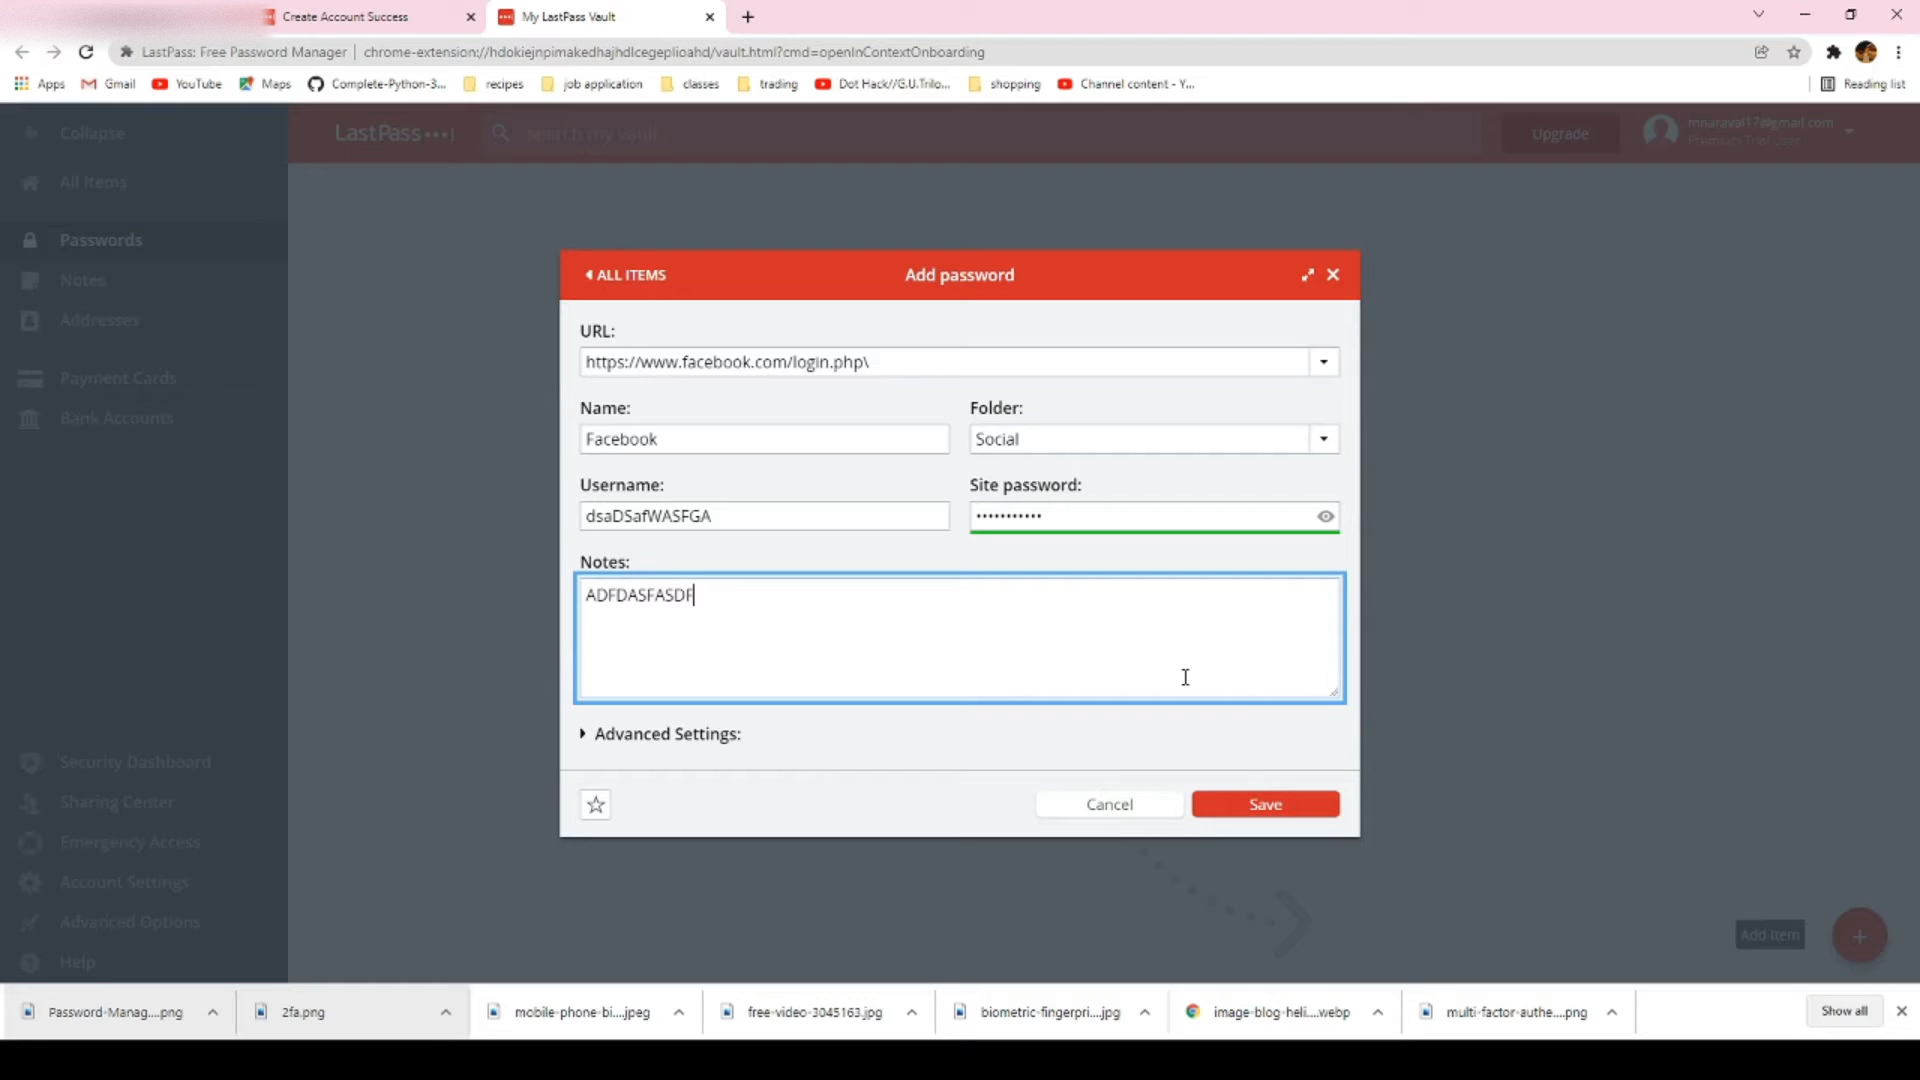 Create Account Success
My LastPass Vault
LastPass: Free Password Manager | chrome-extension://hdokiejnpimakedhajhdlcegeplioahd/vault.html?cmd=openInContextOnboarding
Apps Gmail YouTube Maps Complete-Python-3... recipes job application classes trading Dot Hack//G.U.Trilo... shopping Channel content - Y... Reading list
Collapse
LastPass
search my vault
Upgrade
mnaraval17@gmail.com
Premium Trial User
All Items
Passwords
Notes
Addresses
Payment Cards
Bank Accounts
Security Dashboard
Sharing Center
Emergency Access
Account Settings
Advanced Options
Help
ALL ITEMS
Add password
URL:
https://www.facebook.com/login.php\
Name:
Folder:
Facebook
Social
Username:
Site password:
dsaDSafWASFGA
•••••••••••
Notes:
ADFDASFASDF
Advanced Settings:
Cancel
Save
Add Item
Password-Manag....png
2fa.png
mobile-phone-bi....jpeg
free-video-3045163.jpg
biometric-fingerpri....jpg
image-blog-heli....webp
multi-factor-authe....png
Show all